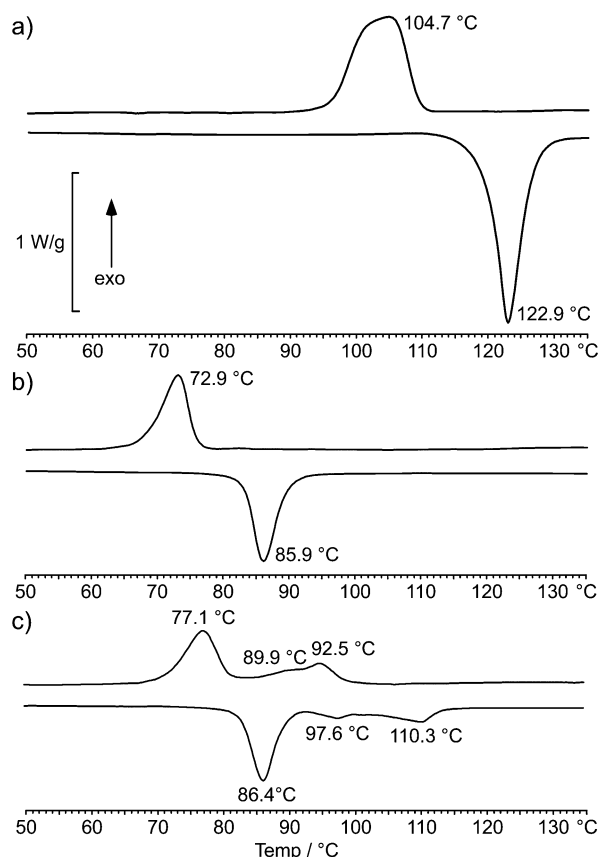 a)
104.7 °C
1 W/g
exo
122.9 °C
50 60 70 80 90 100 110 120 130 °C
b)
72.9 °C
85.9 °C
50 60 70 80 90 100 110 120 130 °C
c)
77.1 °C
89.9 °C 92.5 °C
97.6 °C 110.3 °C
86.4°C
50 60 70 80 90 100 110 120 130 °C
Temp / °C